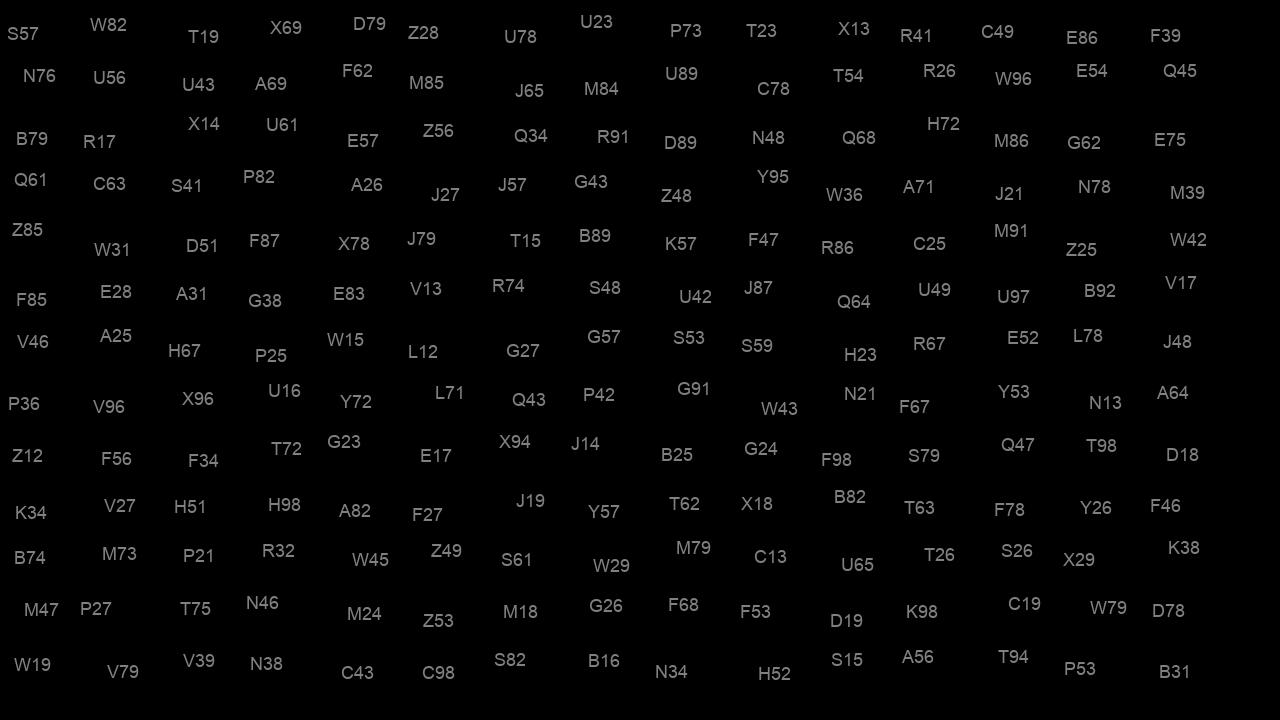 S57 W82 T19 X69 D79 Z28 U78 U23 P73 T23 X13 R41 C49 E86 F39
N76 U56 U43 A69 F62 M85 J65 M84 U89 C78 T54 R26 W96 E54 Q45
B79 R17 X14 U61 E57 Z56 Q34 R91 D89 N48 Q68 H72 M86 G62 E75
Q61 C63 S41 P82 A26 J27 J57 G43 Z48 Y95 W36 A71 J21 N78 M39
Z85 W31 D51 F87 X78 J79 T15 B89 K57 F47 R86 C25 M91 Z25 W42
F85 E28 A31 G38 E83 V13 R74 S48 U42 J87 Q64 U49 U97 B92 V17
V46 A25 H67 P25 W15 L12 G27 G57 S53 S59 H23 R67 E52 L78 J48
P36 V96 X96 U16 Y72 L71 Q43 P42 G91 W43 N21 F67 Y53 N13 A64
Z12 F56 F34 T72 G23 E17 X94 J14 B25 G24 F98 S79 Q47 T98 D18
K34 V27 H51 H98 A82 F27 J19 Y57 T62 X18 B82 T63 F78 Y26 F46
B74 M73 P21 R32 W45 Z49 S61 W29 M79 C13 U65 T26 S26 X29 K38
M47 P27 T75 N46 M24 Z53 M18 G26 F68 F53 D19 K98 C19 W79 D78
W19 V79 V39 N38 C43 C98 S82 B16 N34 H52 S15 A56 T94 P53 B31